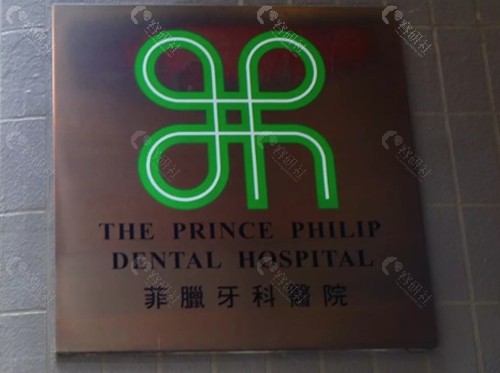 THE PRINCE PHILIP
DENTAL HOSPITAL
菲臘牙科醫院